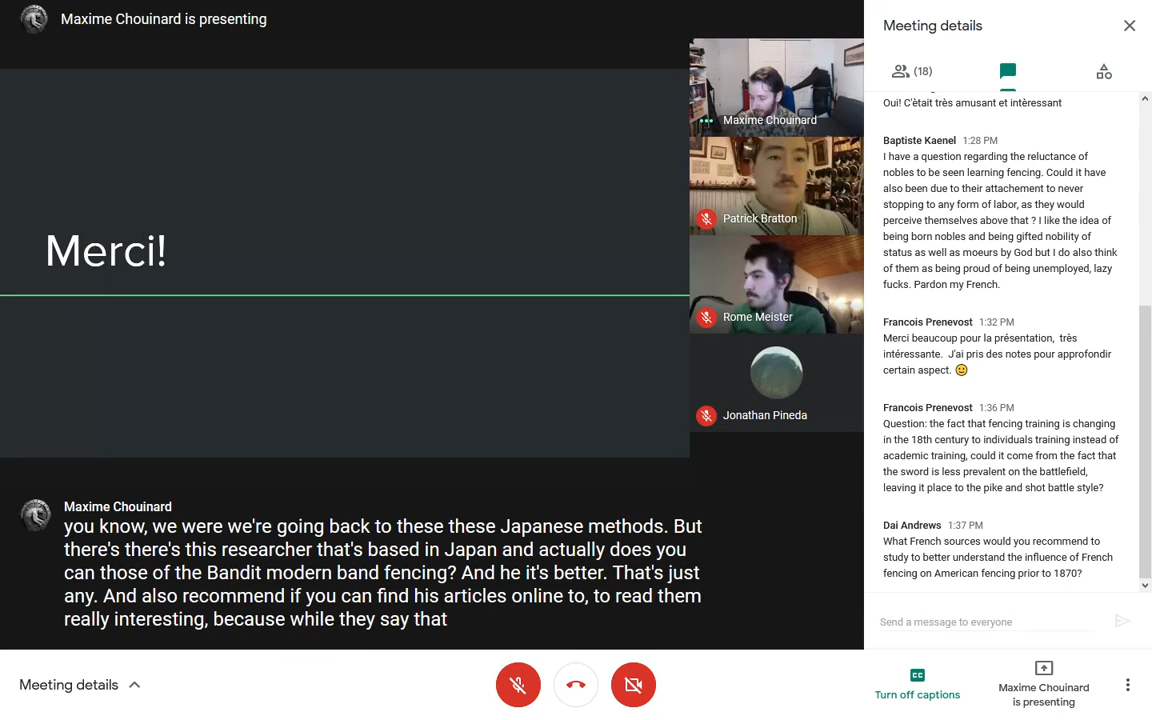 Maxime Chouinard is presenting
Merci!
Maxime Chouinard
Patrick Bratton
Rome Meister
Jonathan Pineda
Maxime Chouinard
you know, we were we're going back to these these Japanese methods. But
there's there's this researcher that's based in Japan and actually does you
can those of the Bandit modern band fencing? And he it's better. That's just
any. And also recommend if you can find his articles online to, to read them
really interesting, because while they say that
Meeting details
Meeting details
(18)
Oui! C'ètait très amusant et intèressant
Baptiste Kaenel 1:28 PM
I have a question regarding the reluctance of
nobles to be seen learning fencing. Could it have
also been due to their attachement to never
stopping to any form of labor, as they would
perceive themselves above that ? I like the idea of
being born nobles and being gifted nobility of
status as well as moeurs by God but I do also think
of them as being proud of being unemployed, lazy
fucks. Pardon my French.
Francois Prenevost 1:32 PM
Merci beaucoup pour la présentation, très
intéressante. J'ai pris des notes pour approfondir
certain aspect. 🙂
Francois Prenevost 1:36 PM
Question: the fact that fencing training is changing
in the 18th century to individuals training instead of
academic training, could it come from the fact that
the sword is less prevalent on the battlefield,
leaving it place to the pike and shot battle style?
Dai Andrews 1:37 PM
What French sources would you recommend to
study to better understand the influence of French
fencing on American fencing prior to 1870?
Send a message to everyone
CC
Turn off captions
Maxime Chouinard
is presenting